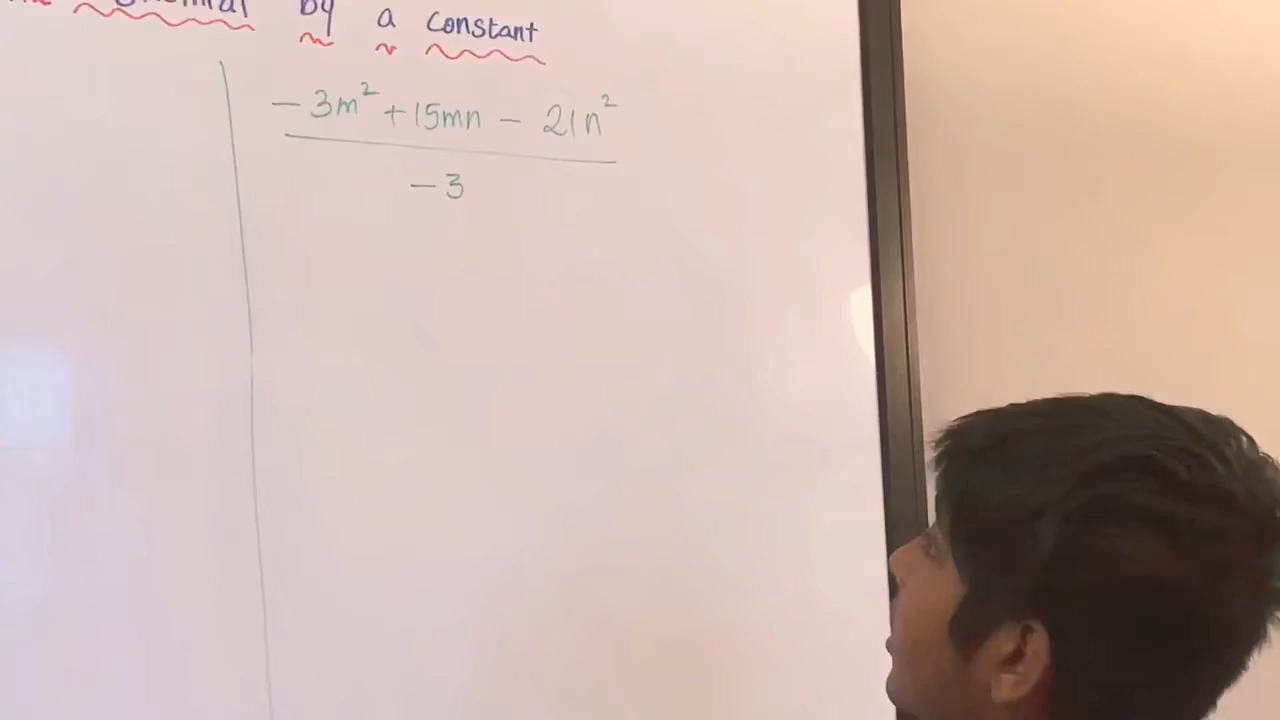 by a constant
- 3m² + 15mn - 21n²
- 3